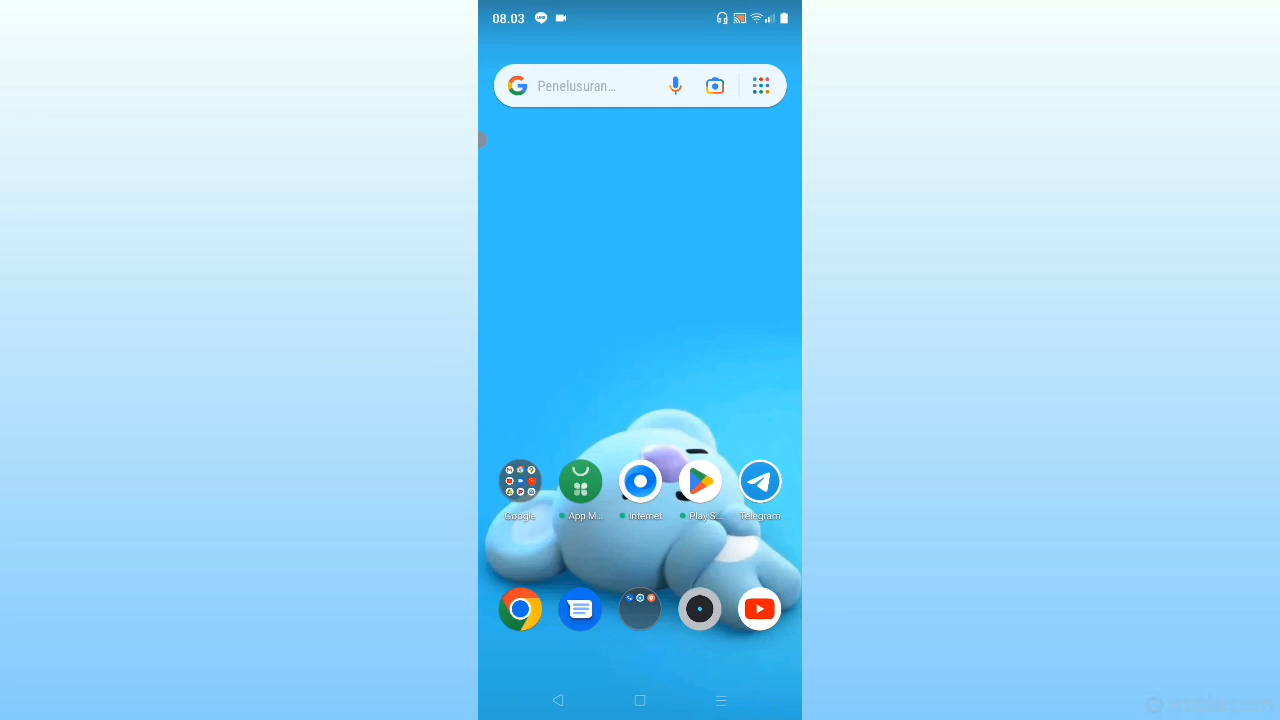 08.03
Penelusuran...
Google
App M...
Internet
Play S...
Telegram